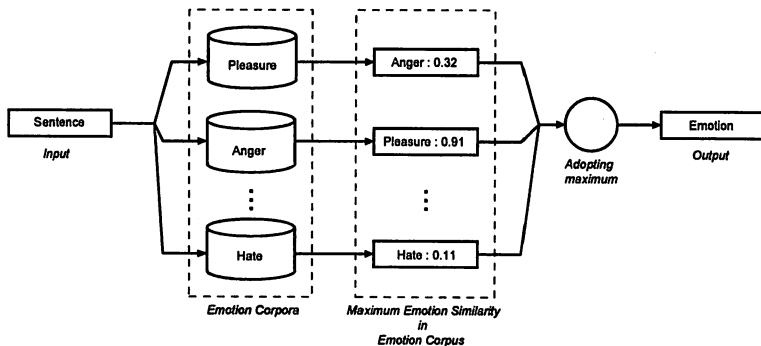 Pleasure
Anger : 0.32
Sentence
Input
Anger
Pleasure : 0.91
Adopting
maximum
Emotion
Output
Hate
Hate : 0.11
Emotion Corpora
Maximum Emotion Similarity
in
Emotion Corpus